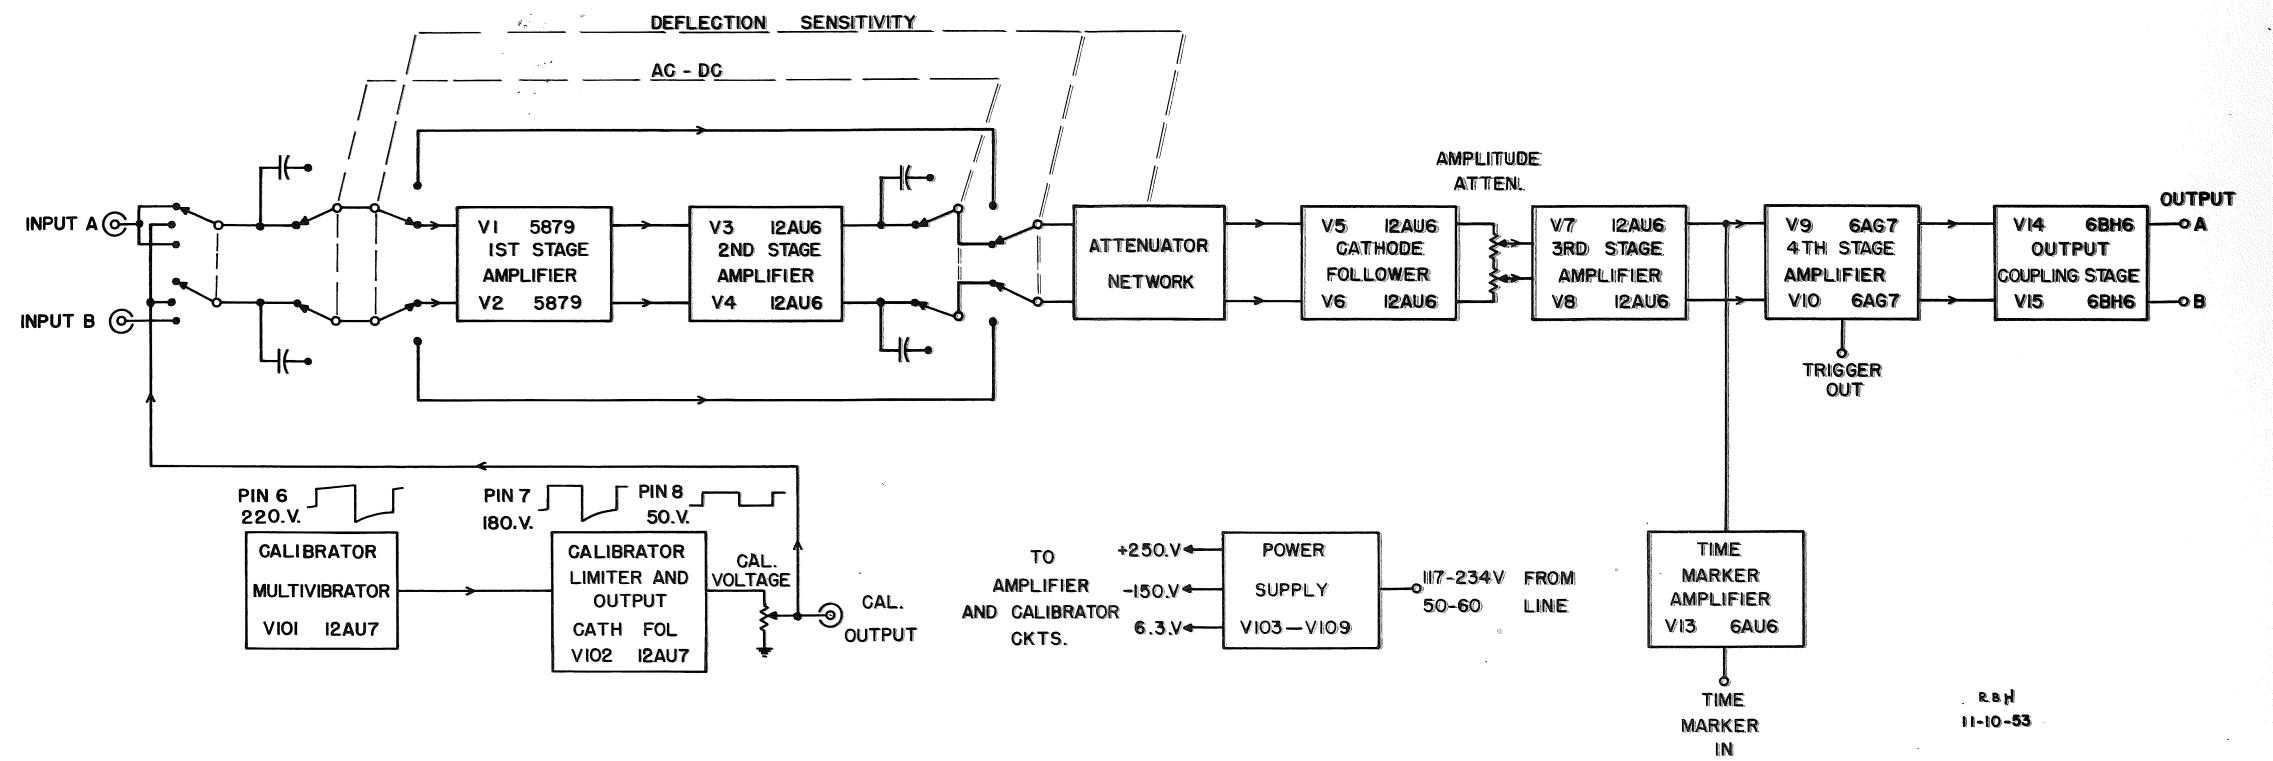 DEFLECTION SENSITIVITY
AC - DC
INPUT A
INPUT B
V1 5879
1ST STAGE
AMPLIFIER
V2 5879
V3 12AU6
2ND STAGE
AMPLIFIER
V4 12AU6
ATTENUATOR
NETWORK
V5 12AU6
CATHODE
FOLLOWER
V6 12AU6
AMPLITUDE
ATTEN.
V7 12AU6
3RD STAGE
AMPLIFIER
V8 12AU6
V9 6AG7
4TH STAGE
AMPLIFIER
V10 6AG7
TRIGGER
OUT
V14 6BH6
OUTPUT
COUPLING STAGE
V15 6BH6
OUTPUT
A
B
PIN 6
220.V.
CALIBRATOR
MULTIVIBRATOR
V101 12AU7
PIN 7
180.V.
PIN 8
50.V.
CALIBRATOR
LIMITER AND
OUTPUT
CATH FOL
V102 12AU7
CAL.
VOLTAGE
CAL.
OUTPUT
TO
AMPLIFIER
AND CALIBRATOR
CKTS.
+250.V
-150.V
6.3.V
POWER
SUPPLY
V103—V109
117-234V FROM
50-60 LINE
TIME
MARKER
AMPLIFIER
V13 6AU6
TIME
MARKER
IN
RBH
11-10-53